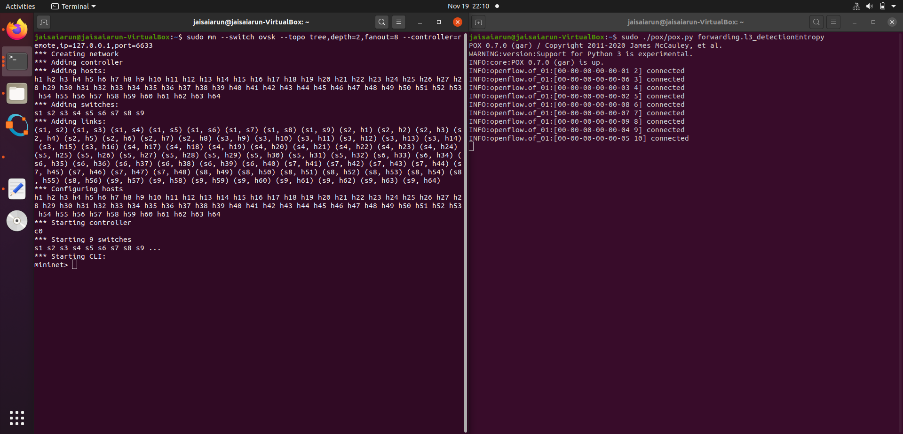 Activities
Terminal
Nov 19 22:10
jaisaiarun@jaisaiarun-VirtualBox: ~
jaisaiarun@jaisaiarun-VirtualBox:~$ sudo mn --switch ovsk --topo tree,depth=2,fanout=8 --controller=r
emote,ip=127.0.0.1,port=6633
*** Creating network
*** Adding controller
*** Adding hosts:
h1 h2 h3 h4 h5 h6 h7 h8 h9 h10 h11 h12 h13 h14 h15 h16 h17 h18 h19 h20 h21 h22 h23 h24 h25 h26 h27 h2
8 h29 h30 h31 h32 h33 h34 h35 h36 h37 h38 h39 h40 h41 h42 h43 h44 h45 h46 h47 h48 h49 h50 h51 h52 h53
 h54 h55 h56 h57 h58 h59 h60 h61 h62 h63 h64
*** Adding switches:
s1 s2 s3 s4 s5 s6 s7 s8 s9
*** Adding links:
(s1, s2) (s1, s3) (s1, s4) (s1, s5) (s1, s6) (s1, s7) (s1, s8) (s1, s9) (s2, h1) (s2, h2) (s2, h3) (s
2, h4) (s2, h5) (s2, h6) (s2, h7) (s2, h8) (s3, h9) (s3, h10) (s3, h11) (s3, h12) (s3, h13) (s3, h14)
 (s3, h15) (s3, h16) (s4, h17) (s4, h18) (s4, h19) (s4, h20) (s4, h21) (s4, h22) (s4, h23) (s4, h24)
(s5, h25) (s5, h26) (s5, h27) (s5, h28) (s5, h29) (s5, h30) (s5, h31) (s5, h32) (s6, h33) (s6, h34) (
s6, h35) (s6, h36) (s6, h37) (s6, h38) (s6, h39) (s6, h40) (s7, h41) (s7, h42) (s7, h43) (s7, h44) (s
7, h45) (s7, h46) (s7, h47) (s7, h48) (s8, h49) (s8, h50) (s8, h51) (s8, h52) (s8, h53) (s8, h54) (s8
, h55) (s8, h56) (s9, h57) (s9, h58) (s9, h59) (s9, h60) (s9, h61) (s9, h62) (s9, h63) (s9, h64)
*** Configuring hosts
h1 h2 h3 h4 h5 h6 h7 h8 h9 h10 h11 h12 h13 h14 h15 h16 h17 h18 h19 h20 h21 h22 h23 h24 h25 h26 h27 h2
8 h29 h30 h31 h32 h33 h34 h35 h36 h37 h38 h39 h40 h41 h42 h43 h44 h45 h46 h47 h48 h49 h50 h51 h52 h53
 h54 h55 h56 h57 h58 h59 h60 h61 h62 h63 h64
*** Starting controller
c0
*** Starting 9 switches
s1 s2 s3 s4 s5 s6 s7 s8 s9 ...
*** Starting CLI:
mininet>
jaisaiarun@jaisaiarun-VirtualBox: ~
jaisaiarun@jaisaiarun-VirtualBox:~$ sudo ./pox/pox.py forwarding.l3_detectionEntropy
POX 0.7.0 (gar) / Copyright 2011-2020 James McCauley, et al.
WARNING:version:Support for Python 3 is experimental.
INFO:core:POX 0.7.0 (gar) is up.
INFO:openflow.of_01:[00-00-00-00-00-01 2] connected
INFO:openflow.of_01:[00-00-00-00-00-06 3] connected
INFO:openflow.of_01:[00-00-00-00-00-03 4] connected
INFO:openflow.of_01:[00-00-00-00-00-02 5] connected
INFO:openflow.of_01:[00-00-00-00-00-08 6] connected
INFO:openflow.of_01:[00-00-00-00-00-07 7] connected
INFO:openflow.of_01:[00-00-00-00-00-09 8] connected
INFO:openflow.of_01:[00-00-00-00-00-04 9] connected
INFO:openflow.of_01:[00-00-00-00-00-05 10] connected